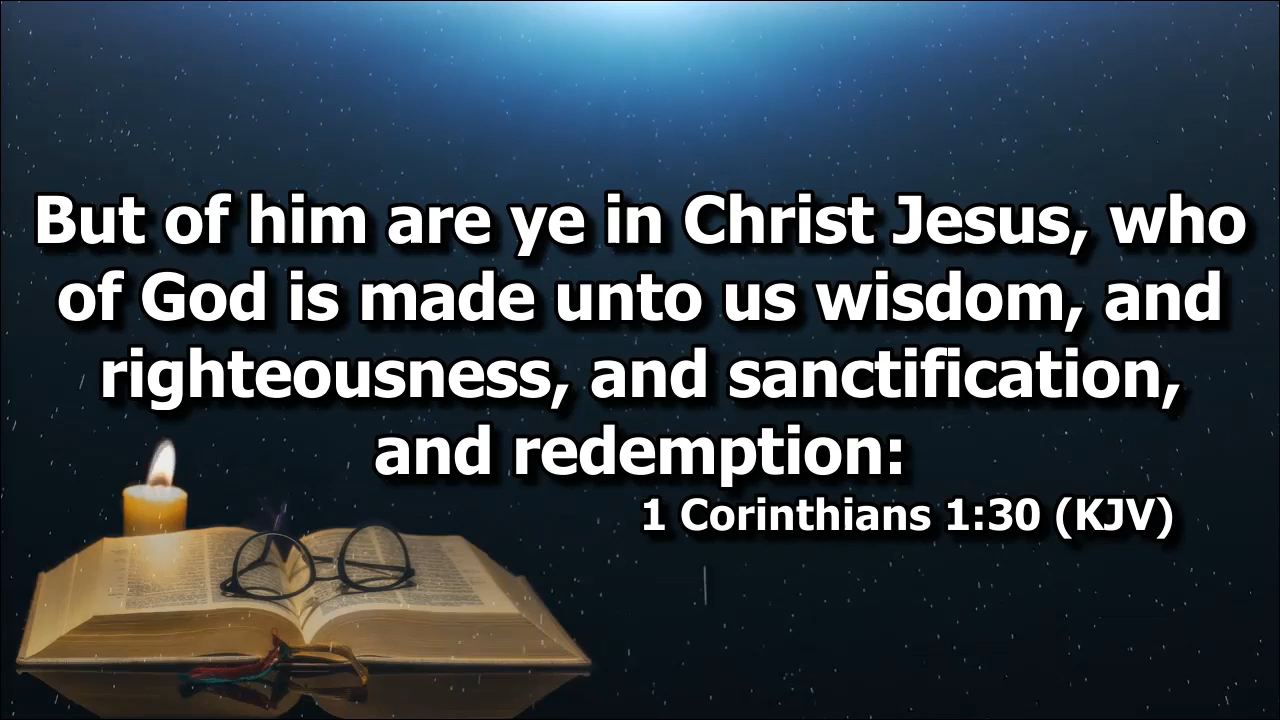 But of him are ye in Christ Jesus, who
of God is made unto us wisdom, and
righteousness, and sanctification,
and redemption:
1 Corinthians 1:30 (KJV)